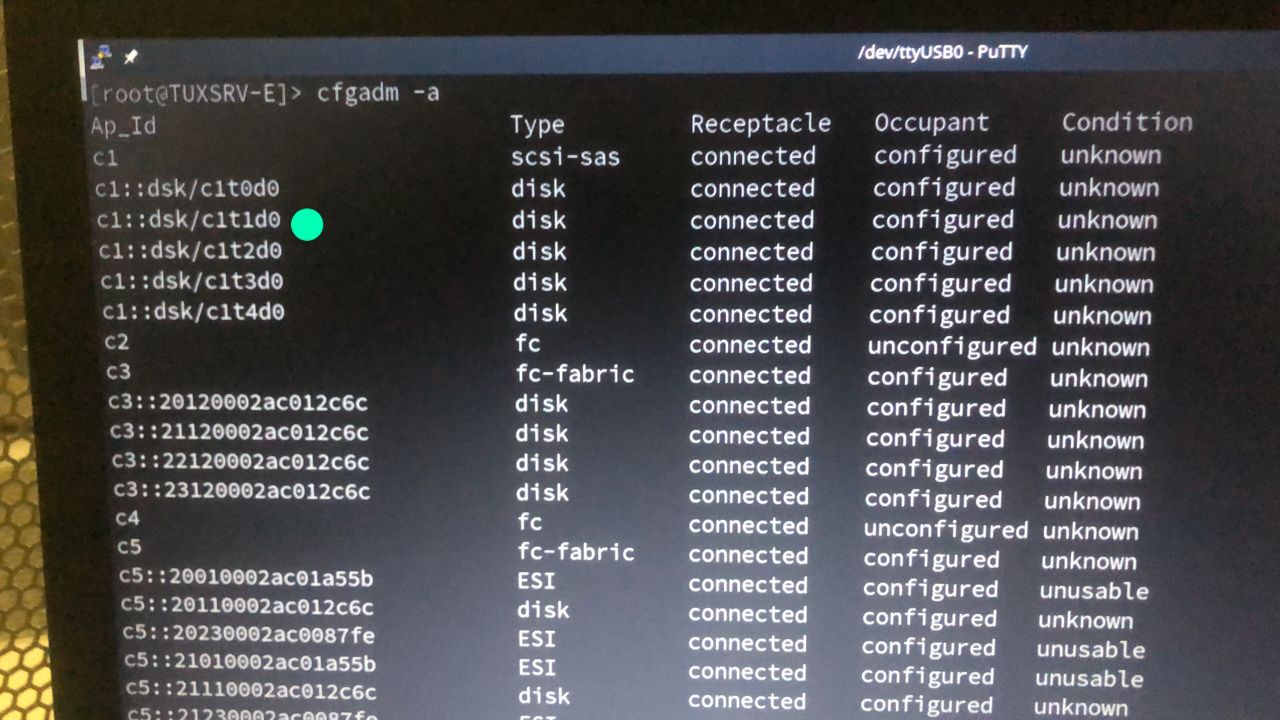 /dev/ttyUSB0 - PuTTY
[root@TUXSRV-E]> cfgadm -a
Ap_Id Type Receptacle Occupant Condition
c1 scsi-sas connected configured unknown
c1::dsk/c1t0d0 disk connected configured unknown
c1::dsk/c1t1d0 disk connected configured unknown
c1::dsk/c1t2d0 disk connected configured unknown
c1::dsk/c1t3d0 disk connected configured unknown
c1::dsk/c1t4d0 disk connected configured unknown
c2 fc connected unconfigured unknown
c3 fc-fabric connected configured unknown
c3::20120002ac012c6c disk connected configured unknown
c3::21120002ac012c6c disk connected configured unknown
c3::22120002ac012c6c disk connected configured unknown
c3::23120002ac012c6c disk connected configured unknown
c4 fc connected unconfigured unknown
c5 fc-fabric connected configured unknown
c5::20010002ac01a55b ESI connected configured unusable
c5::20110002ac012c6c disk connected configured unknown
c5::20230002ac0087fe ESI connected configured unusable
c5::21010002ac01a55b ESI connected configured unusable
c5::21110002ac012c6c disk connected configured unknown